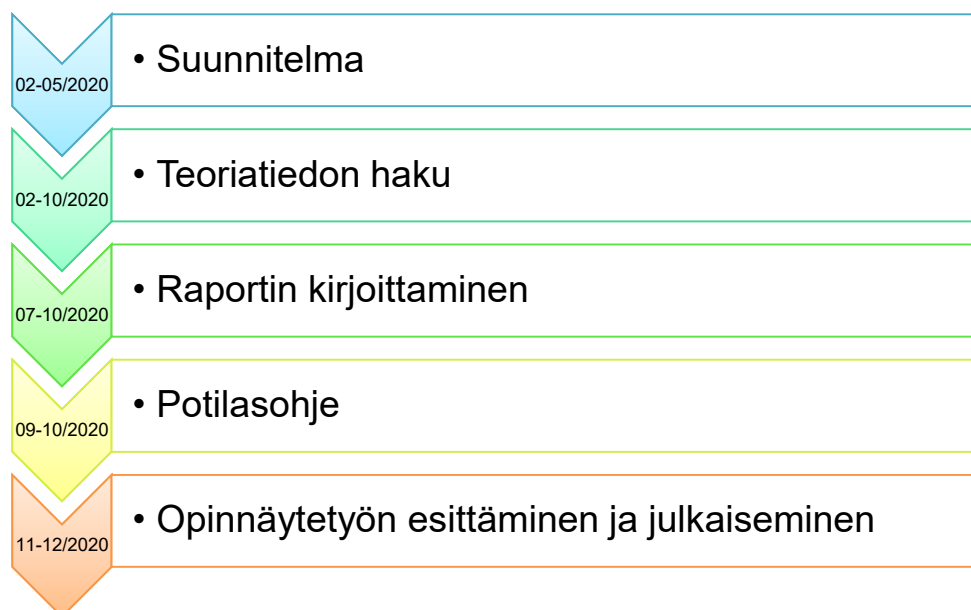 02-05/2020
• Suunnitelma
02-10/2020
• Teoriatiedon haku
07-10/2020
• Raportin kirjoittaminen
09-10/2020
• Potilasohje
11-12/2020
• Opinnäytetyön esittäminen ja julkaiseminen